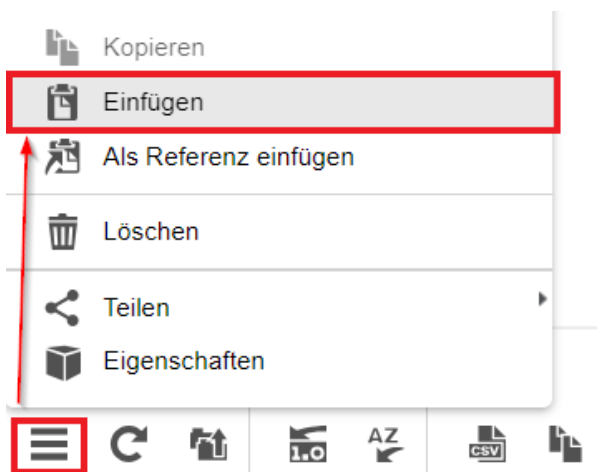 Kopieren
Einfügen
Als Referenz einfügen
Löschen
Teilen
Eigenschaften
1.0 AZ CSV